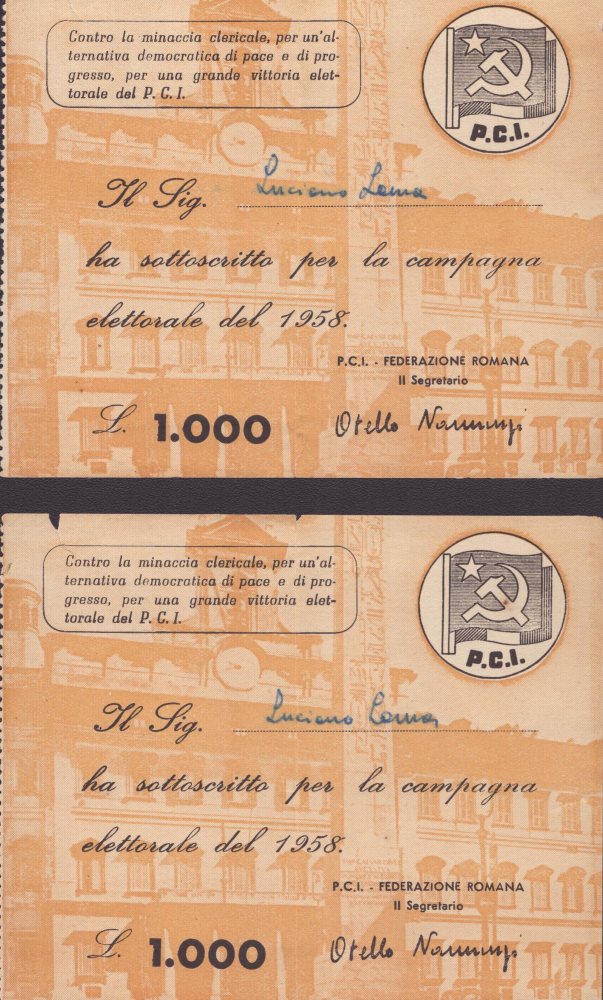 Contro la minaccia clericale, per un'al-
ternativa democratica di pace e di pro-
gresso, per una grande vittoria elet-
torale del P. C. I.
P.C.I.
Il Sig. Luciano Lama
ha sottoscritto per la campagna
elettorale del 1958.
P.C.I. - FEDERAZIONE ROMANA
Il Segretario
L. 1.000 Otello Nannuzzi
Contro la minaccia clericale, per un'al-
ternativa democratica di pace e di pro-
gresso, per una grande vittoria elet-
torale del P. C. I.
P.C.I.
Il Sig. Luciano Lama
ha sottoscritto per la campagna
elettorale del 1958.
P.C.I. - FEDERAZIONE ROMANA
Il Segretario
L. 1.000 Otello Nannuzzi